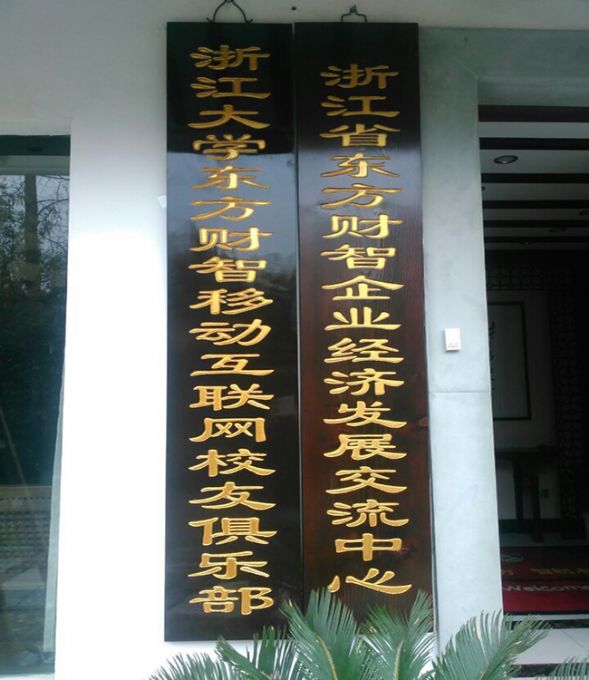 浙江省东方财智企业经济发展交流中心
浙江大学东方财智移动互联网校友俱乐部
Welcome